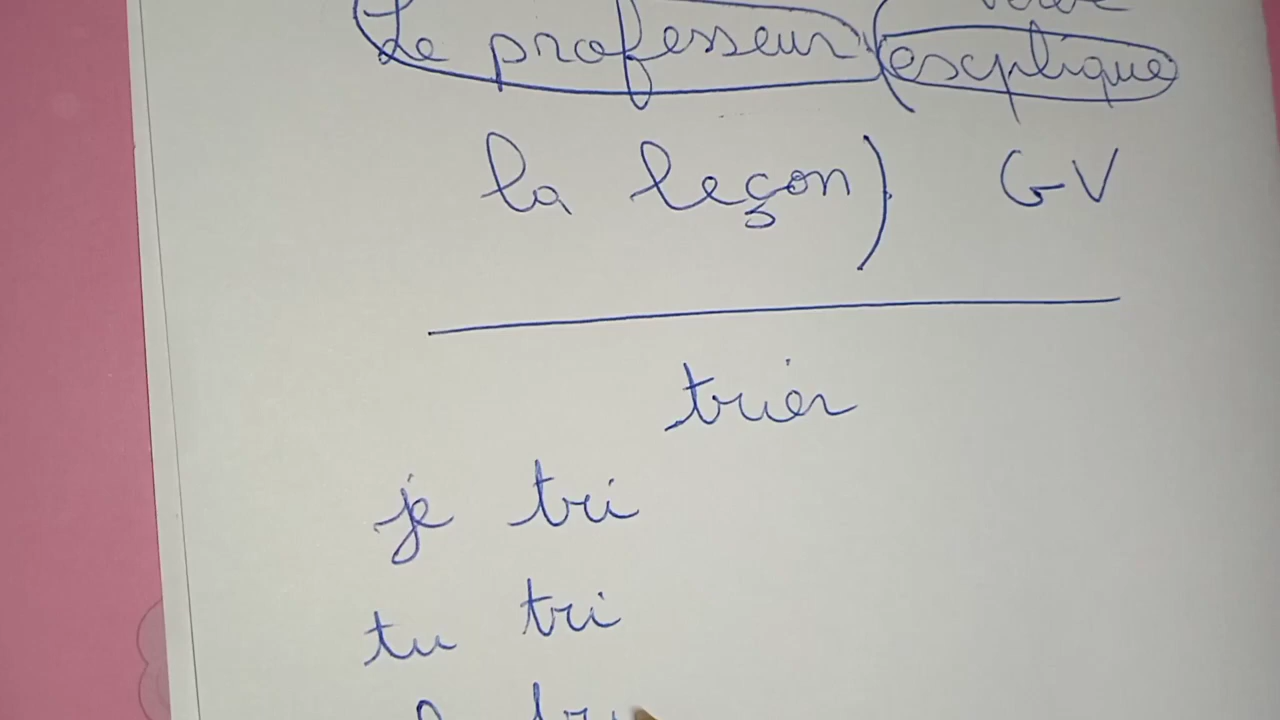 Le professeur (explique
la leçon) GV
trier
je tri
tu tri